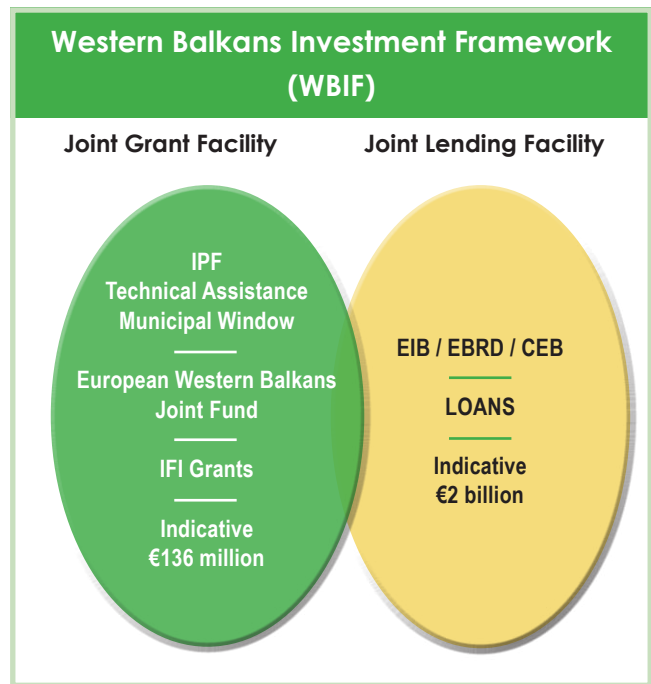 Western Balkans Investment Framework
(WBIF)
Joint Grant Facility
Joint Lending Facility
IPF
Technical Assistance
Municipal Window
European Western Balkans
Joint Fund
IFI Grants
Indicative
€136 million
EIB / EBRD / CEB
LOANS
Indicative
€2 billion